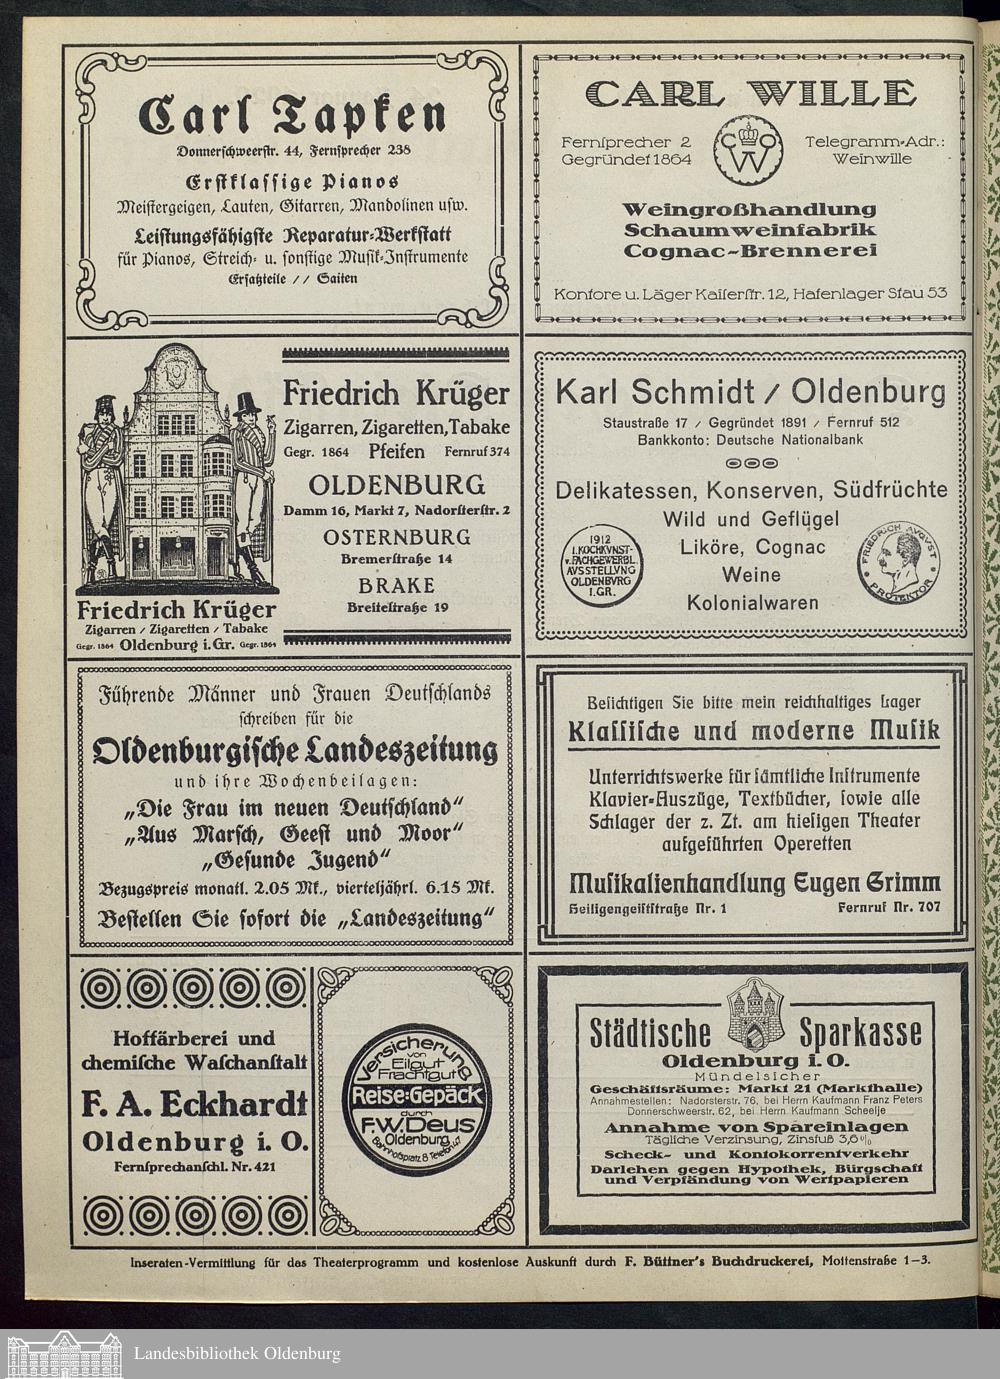 Carl Tapken
Donnerschweerstr. 44, Fernsprecher 238
Erstklassige Pianos
Meistergeigen, Lauten, Gitarren, Mandolinen usw.
Leistungsfähigste Reparatur-Werkstatt
für Pianos, Streich- u. sonstige Musik-Instrumente
Ersatzteile // Saiten
CARL WILLE
Fernsprecher 2
Gegründet 1864
C W O
Telegramm-Adr.:
Weinwille
Weingroßhandlung
Schaumweinfabrik
Cognac-Brennerei
Kontore u. Läger Kaiserstr. 12, Hafenlager Stau 53
Friedrich Krüger
Zigarren / Zigaretten / Tabake
Gegr. 1864 Oldenburg i. Gr. Gegr. 1864
Friedrich Krüger
Zigarren, Zigaretten, Tabake
Gegr. 1864 Pfeifen Fernruf 374
OLDENBURG
Damm 16, Markt 7, Nadorsterstr. 2
OSTERNBURG
Bremerstraße 14
BRAKE
Breitestraße 19
Karl Schmidt / Oldenburg
Staustraße 17 / Gegründet 1891 / Fernruf 512
Bankkonto: Deutsche Nationalbank
Delikatessen, Konserven, Südfrüchte
Wild und Geflügel
Liköre, Cognac
Weine
Kolonialwaren
1912
I. KOCHKVNST-
V. FACHGEWERBL.
AVSSTELLVNG
OLDENBVRG
I. GR.
FRIEDRICH AVGVST
PROTEKTOR
Führende Männer und Frauen Deutschlands
schreiben für die
Oldenburgische Landeszeitung
und ihre Wochenbeilagen:
„Die Frau im neuen Deutschland“
„Aus Marsch, Geest und Moor“
„Gesunde Jugend“
Bezugspreis monatl. 2.05 Mk., vierteljährl. 6.15 Mk.
Bestellen Sie sofort die „Landeszeitung“
Besichtigen Sie bitte mein reichhaltiges Lager
Klassische und moderne Musik
Unterrichtswerke für sämtliche Instrumente
Klavier-Auszüge, Textbücher, sowie alle
Schlager der z. Zt. am hiesigen Theater
aufgeführten Operetten
Musikalienhandlung Eugen Grimm
Heiligengeiststraße Nr. 1 Fernruf Nr. 707
Hoffärberei und
chemische Waschanstalt
F. A. Eckhardt
Oldenburg i. O.
Fernsprechanschl. Nr. 421
Versicherung
von
Eilgut
Frachtgut
Reise-Gepäck
durch
F. W. Deus
Oldenburg
Bahnhofsplatz 8 Telefon 47
Städtische Sparkasse
Oldenburg i. O.
Mündelsicher
Geschäftsräume: Markt 21 (Markthalle)
Annahmestellen: Nadorsterstr. 76, bei Herrn Kaufmann Franz Peters
Donnerschweerstr. 62, bei Herrn Kaufmann Scheelje
Annahme von Spareinlagen
Tägliche Verzinsung, Zinsfuß 3,6%
Scheck- und Kontokorrentverkehr
Darlehen gegen Hypothek, Bürgschaft
und Verpfändung von Wertpapieren
Inseraten-Vermittlung für das Theaterprogramm und kostenlose Auskunft durch F. Büttner's Buchdruckerei, Mottenstraße 1—3.
Landesbibliothek Oldenburg